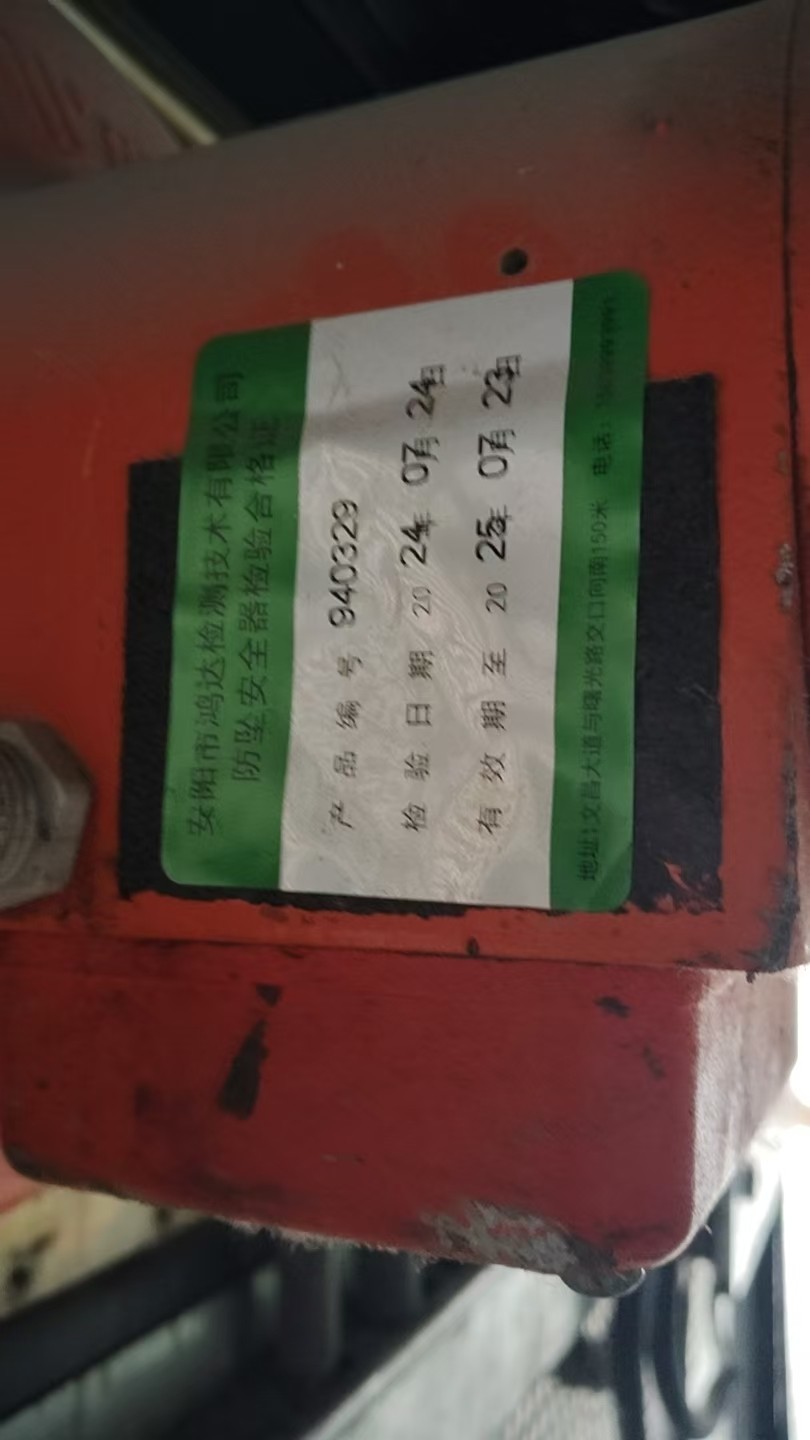 安阳市鸿达检测技术有限公司
防坠安全器检验合格证
产品编号 940329
检验日期 2024年07月24日
有效期至 2025年07月23日
地址:文昌大道与曙光路交口向南150米 电话: